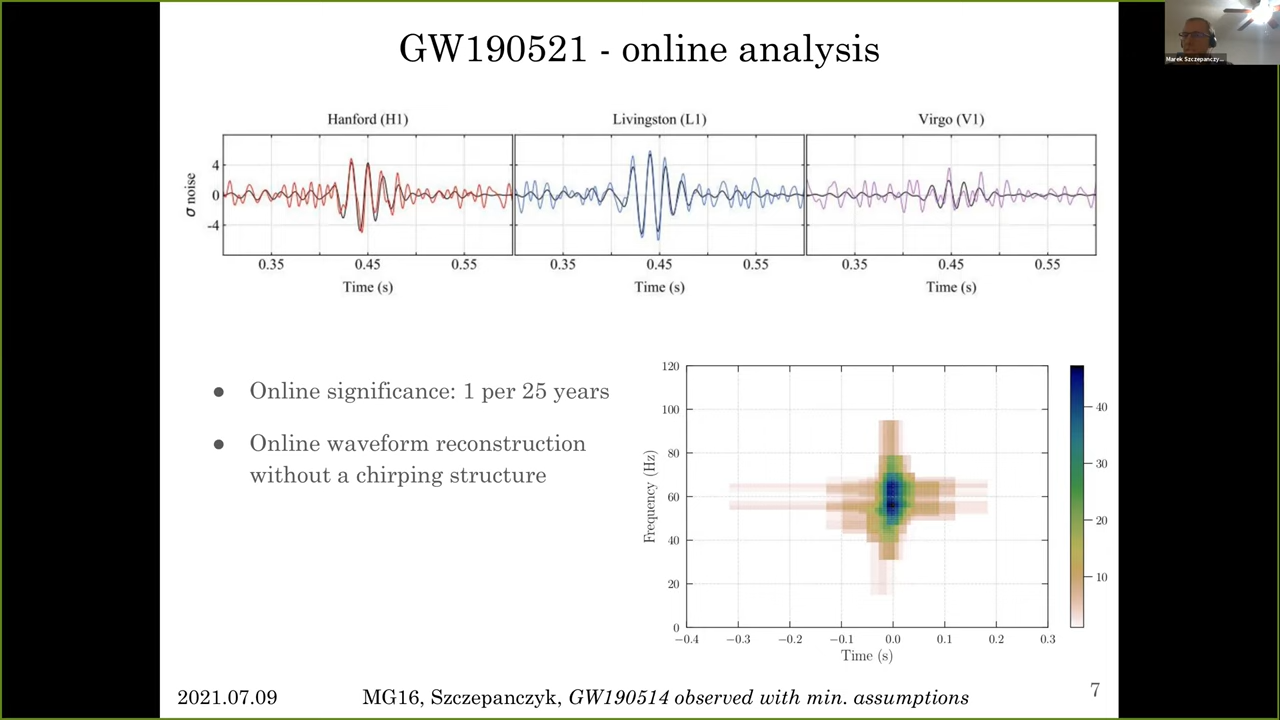 GW190521 - online analysis
Marek Szczepanczy...
Hanford (H1)
Livingston (L1)
Virgo (V1)
σ noise
4
0
-4
0.35
0.45
0.55
Time (s)
0.35
0.45
0.55
Time (s)
0.35
0.45
0.55
Time (s)
● Online significance: 1 per 25 years
● Online waveform reconstruction
without a chirping structure
Frequency (Hz)
120
100
80
60
40
20
0
−0.4
−0.3
−0.2
−0.1
0.0
0.1
0.2
0.3
Time (s)
40
30
20
10
2021.07.09
MG16, Szczepanczyk, GW190514 observed with min. assumptions
7